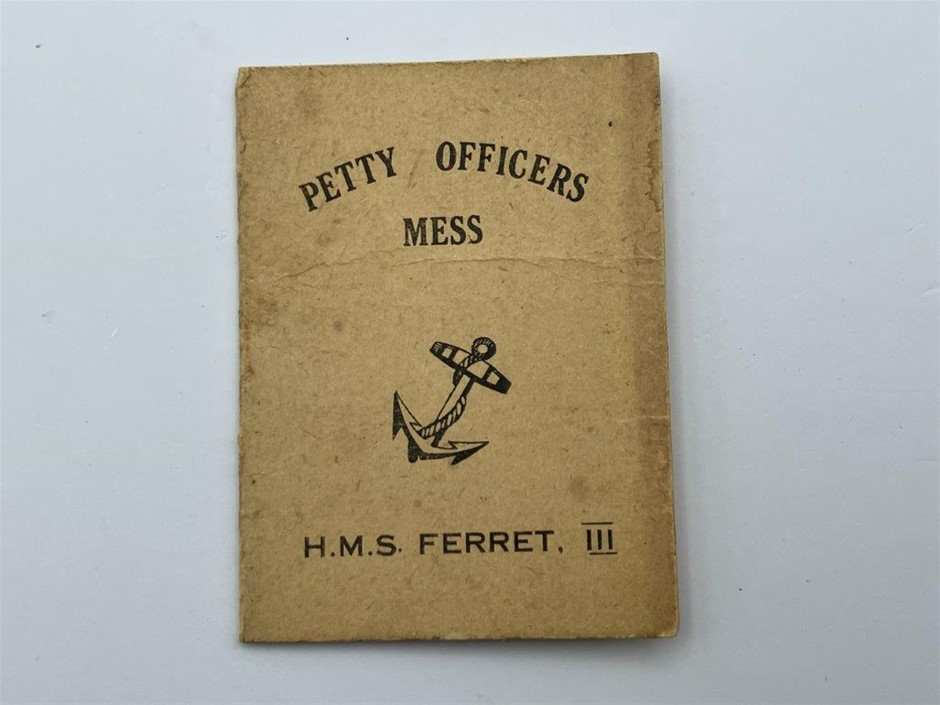 PETTY OFFICERS
MESS
H.M.S. FERRET, III